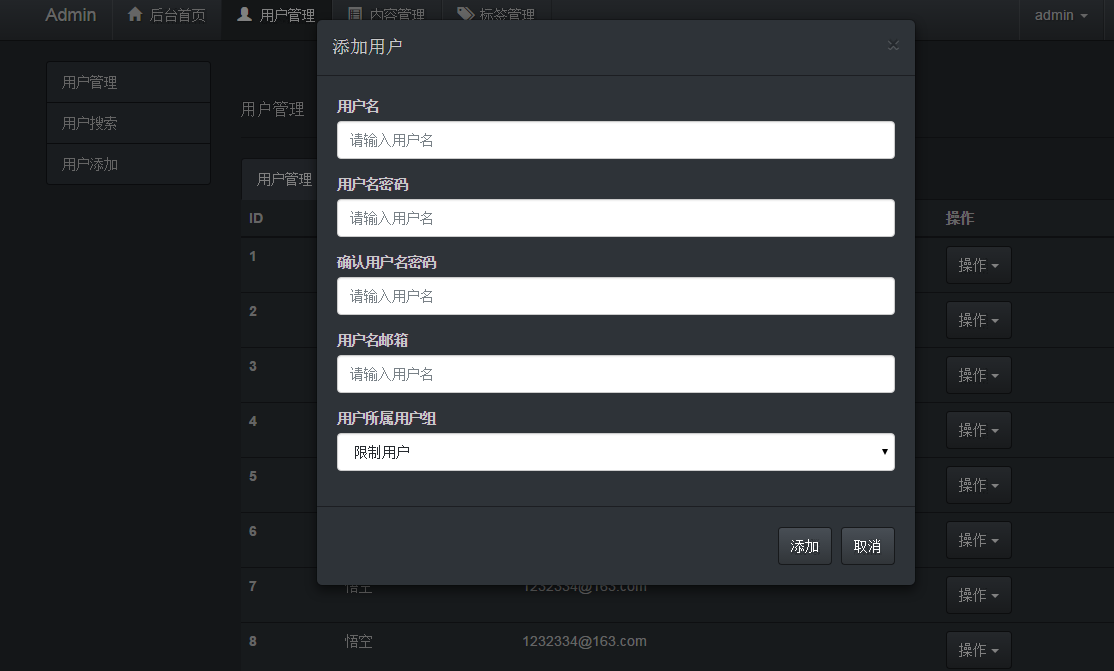 Admin 后台首页 用户管理 内容管理 标签管理 admin
添加用户 ×
用户管理
用户搜索
用户添加
用户管理
用户管理
用户名
请输入用户名
用户名密码
请输入用户名
确认用户名密码
请输入用户名
用户名邮箱
请输入用户名
用户所属用户组
限制用户
添加 取消
ID 操作
1 操作
2 操作
3 操作
4 操作
5 操作
6 操作
7 悟空 1232334@163.com 操作
8 悟空 1232334@163.com 操作